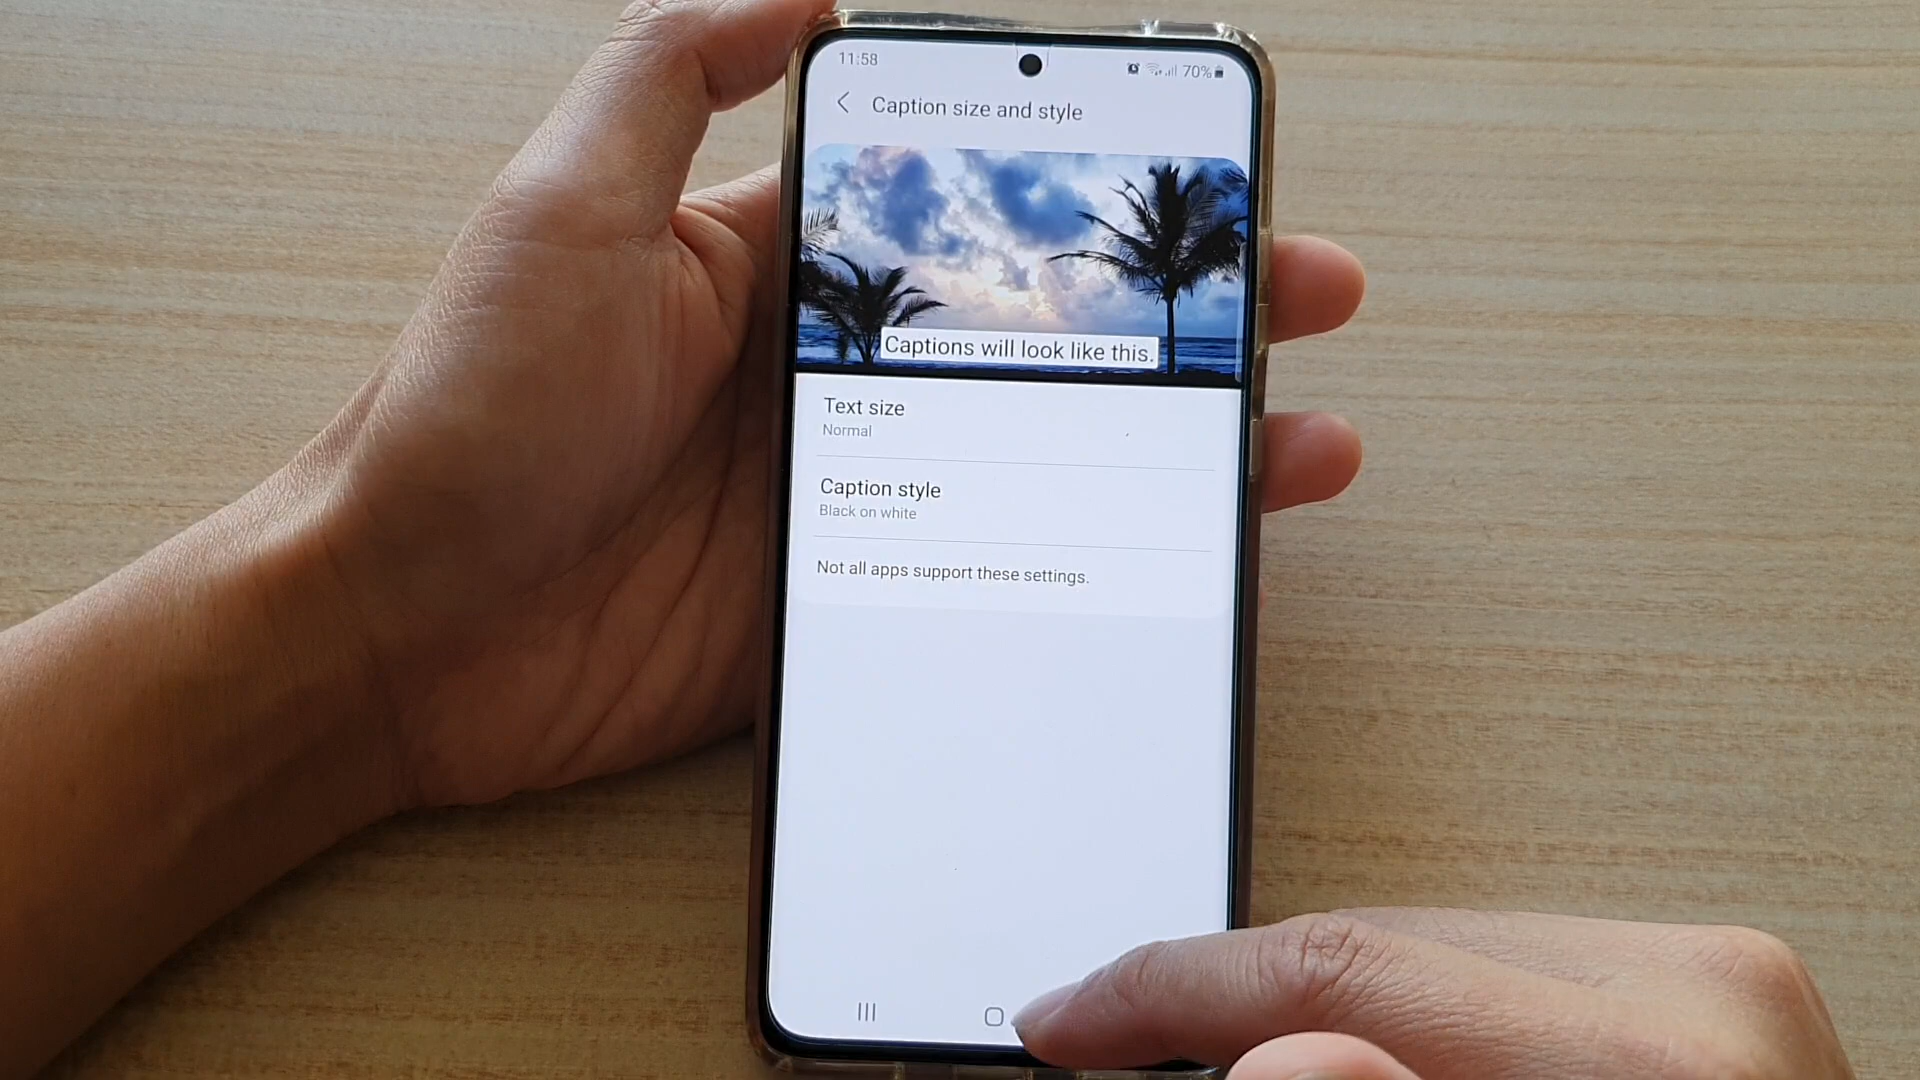 11:58
70%
Caption size and style
Captions will look like this.
Text size
Normal
Caption style
Black on white
Not all apps support these settings.